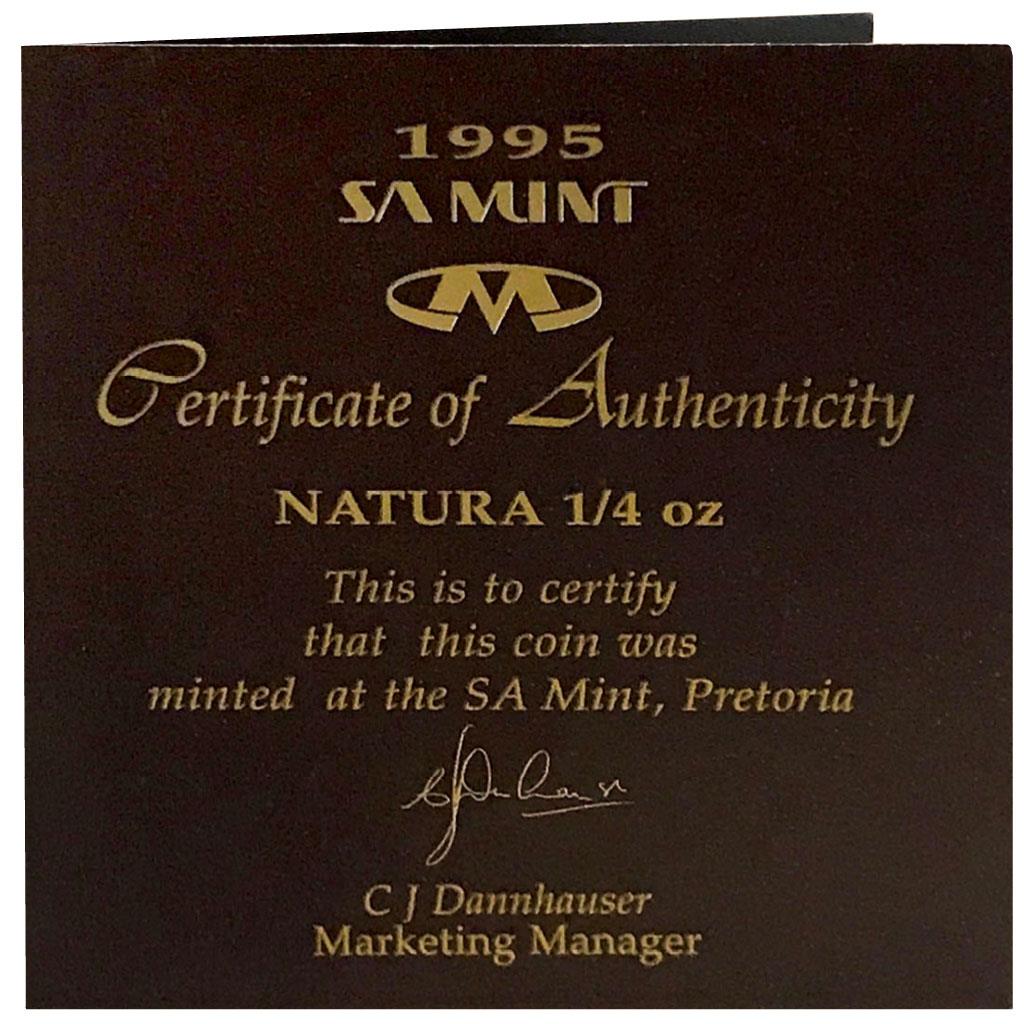 1995
SA MINT
M
Certificate of Authenticity
NATURA 1/4 oz
This is to certify
that this coin was
minted at the SA Mint, Pretoria
C J Dannhauser
Marketing Manager